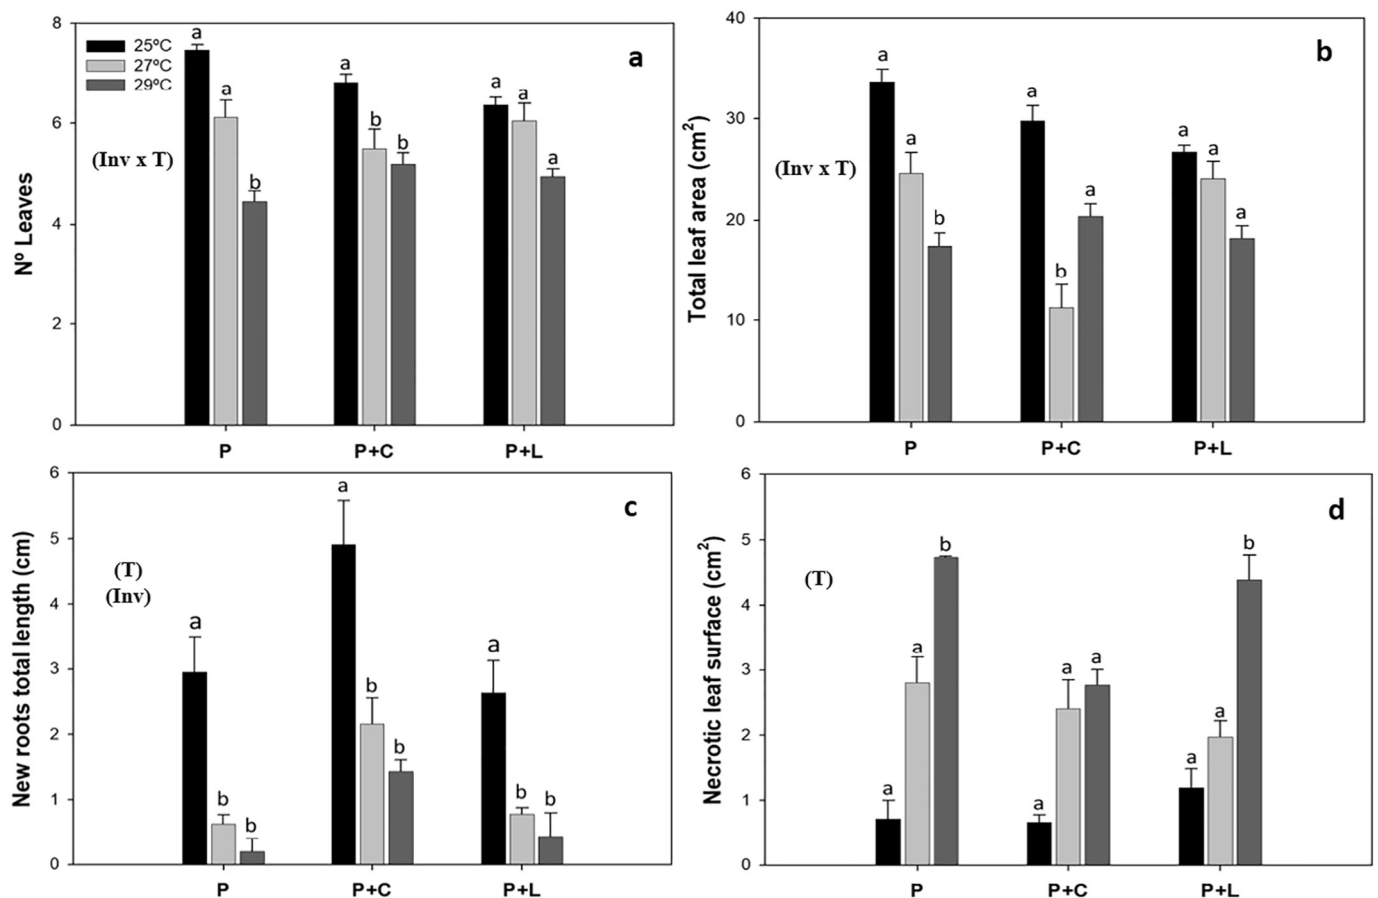 a
25ºC
27ºC
29ºC
(Inv x T)
Nº Leaves
8
6
4
2
0
a
a
b
a
b
b
a
a
a
P
P+C
P+L
b
(Inv x T)
Total leaf area (cm²)
40
30
20
10
0
a
a
b
a
b
a
a
a
a
P
P+C
P+L
c
(T)
(Inv)
New roots total length (cm)
6
5
4
3
2
1
0
a
b
b
a
b
b
a
b
b
P
P+C
P+L
d
(T)
Necrotic leaf surface (cm²)
6
5
4
3
2
1
0
a
a
b
a
a
a
a
a
b
P
P+C
P+L